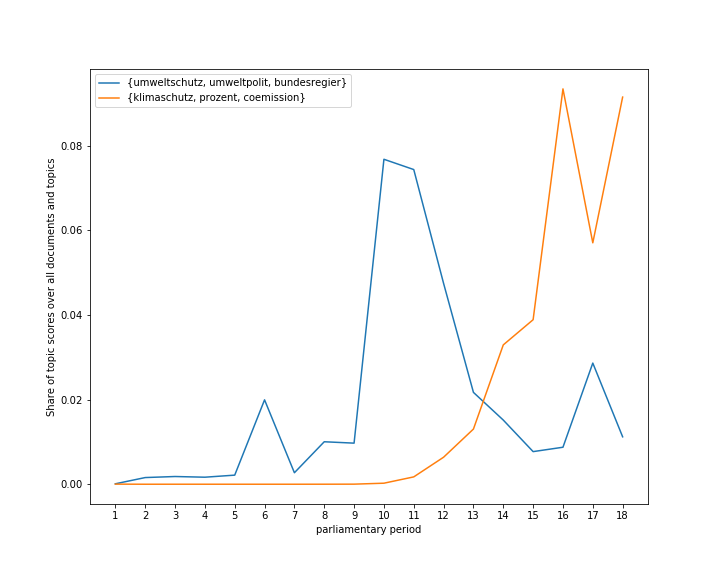 {umweltschutz, umweltpolit, bundesregier}
{klimaschutz, prozent, coemission}
Share of topic scores over all documents and topics
0.08
0.06
0.04
0.02
0.00
1 2 3 4 5 6 7 8 9 10 11 12 13 14 15 16 17 18
parliamentary period